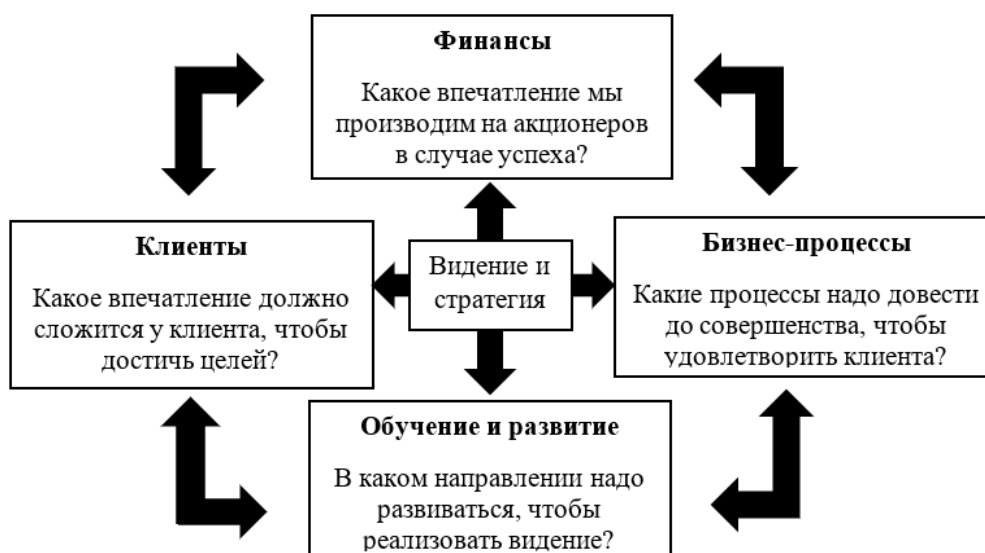 Финансы
Какое впечатление мы
производим на акционеров
в случае успеха?
Клиенты
Какое впечатление должно
сложится у клиента, чтобы
достичь целей?
Видение и
стратегия
Бизнес-процессы
Какие процессы надо довести
до совершенства, чтобы
удовлетворить клиента?
Обучение и развитие
В каком направлении надо
развиваться, чтобы
реализовать видение?